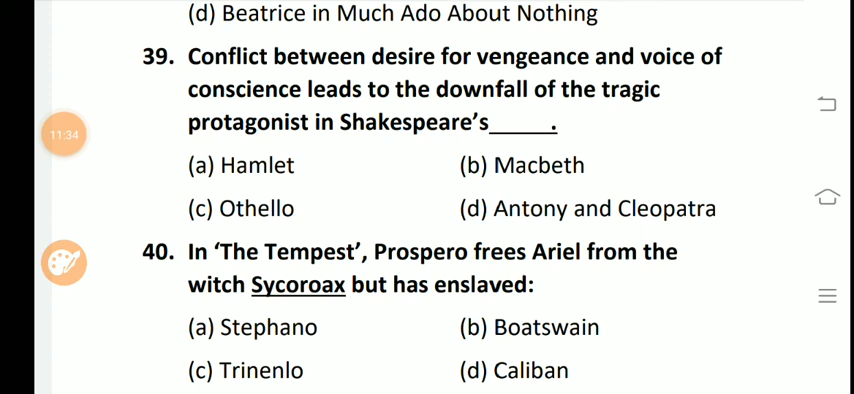 (d) Beatrice in Much Ado About Nothing
39. Conflict between desire for vengeance and voice of
conscience leads to the downfall of the tragic
protagonist in Shakespeare's_____.
(a) Hamlet (b) Macbeth
(c) Othello (d) Antony and Cleopatra
11:34
40. In 'The Tempest', Prospero frees Ariel from the
witch Sycoroax but has enslaved:
(a) Stephano (b) Boatswain
(c) Trinenlo (d) Caliban